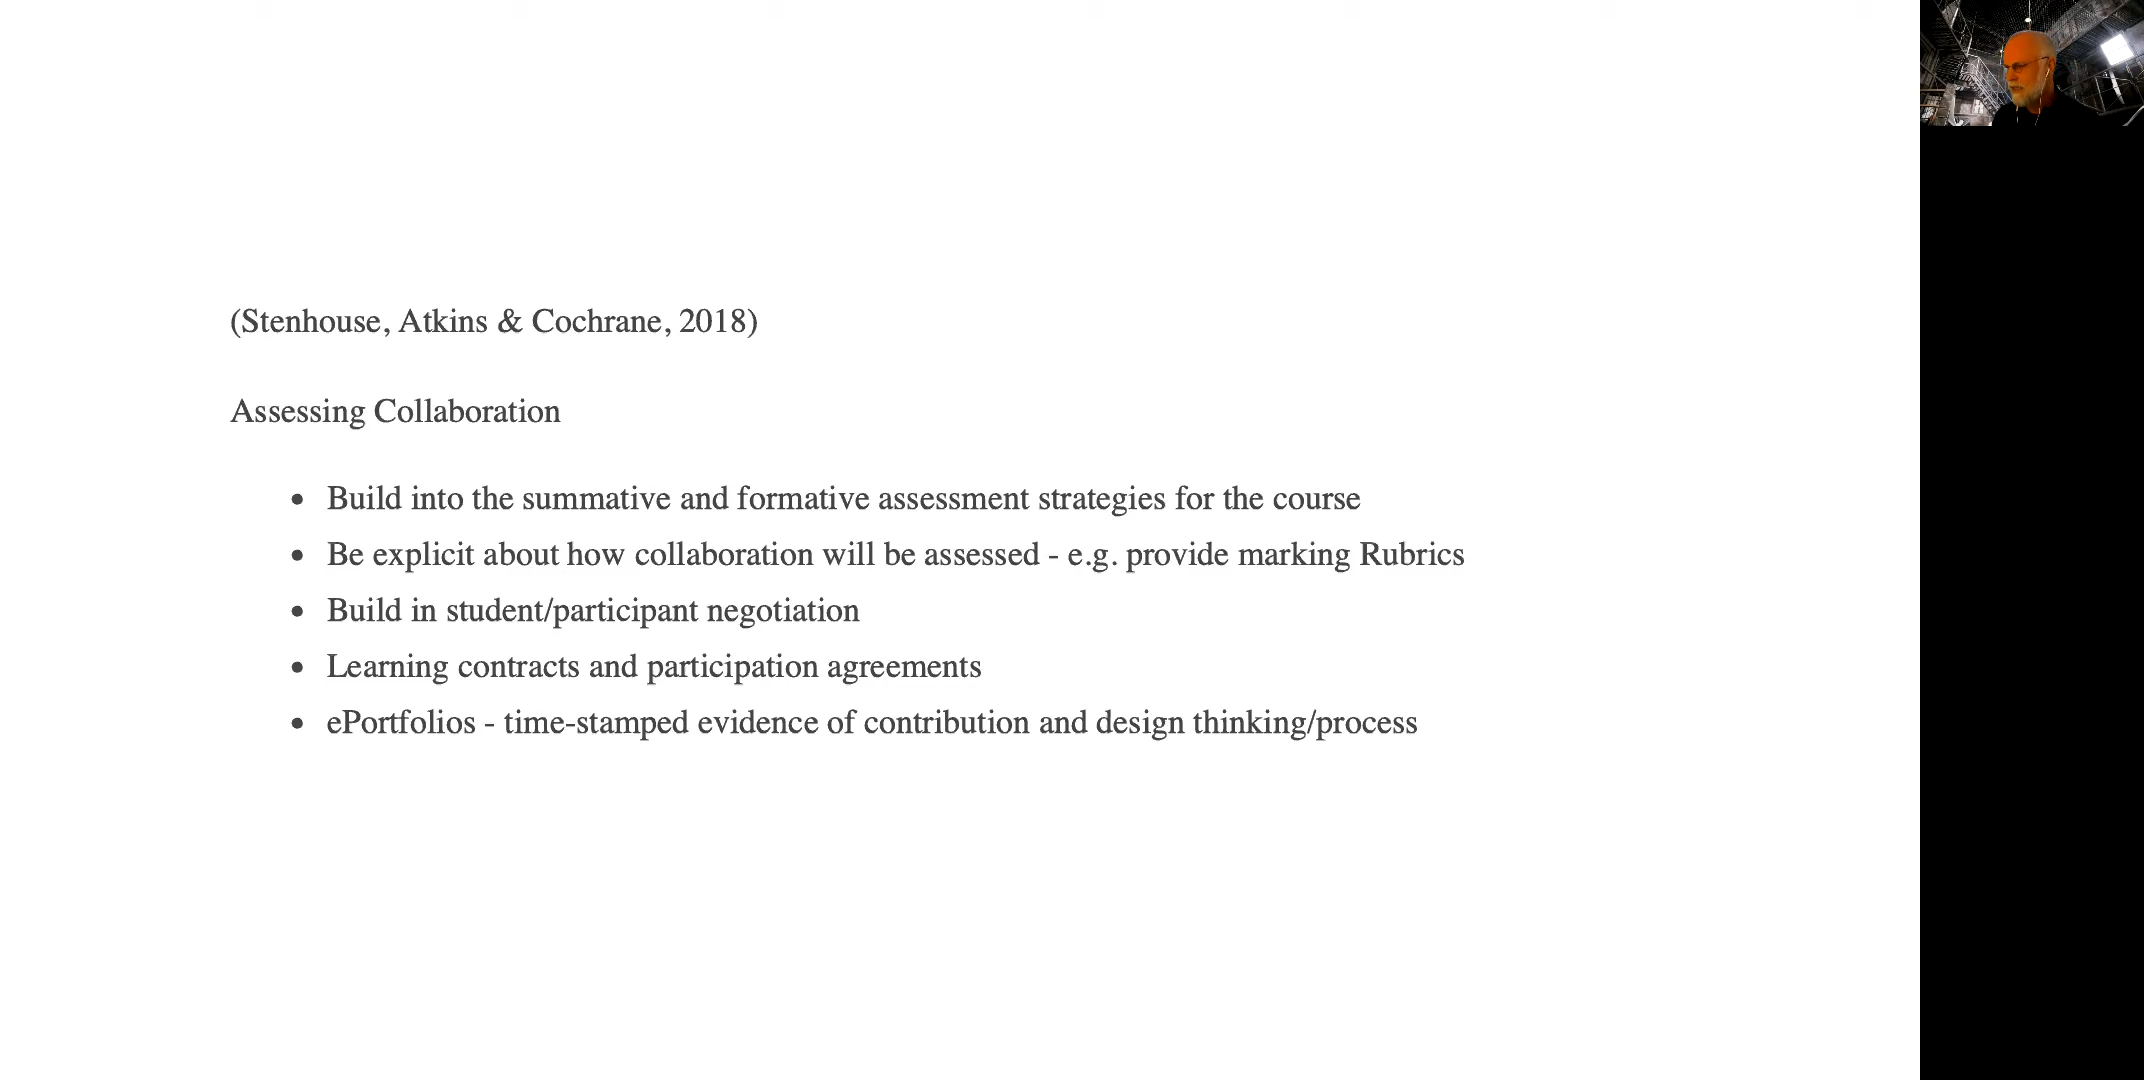 (Stenhouse, Atkins & Cochrane, 2018)
Assessing Collaboration
• Build into the summative and formative assessment strategies for the course
• Be explicit about how collaboration will be assessed - e.g. provide marking Rubrics
• Build in student/participant negotiation
• Learning contracts and participation agreements
• ePortfolios - time-stamped evidence of contribution and design thinking/process